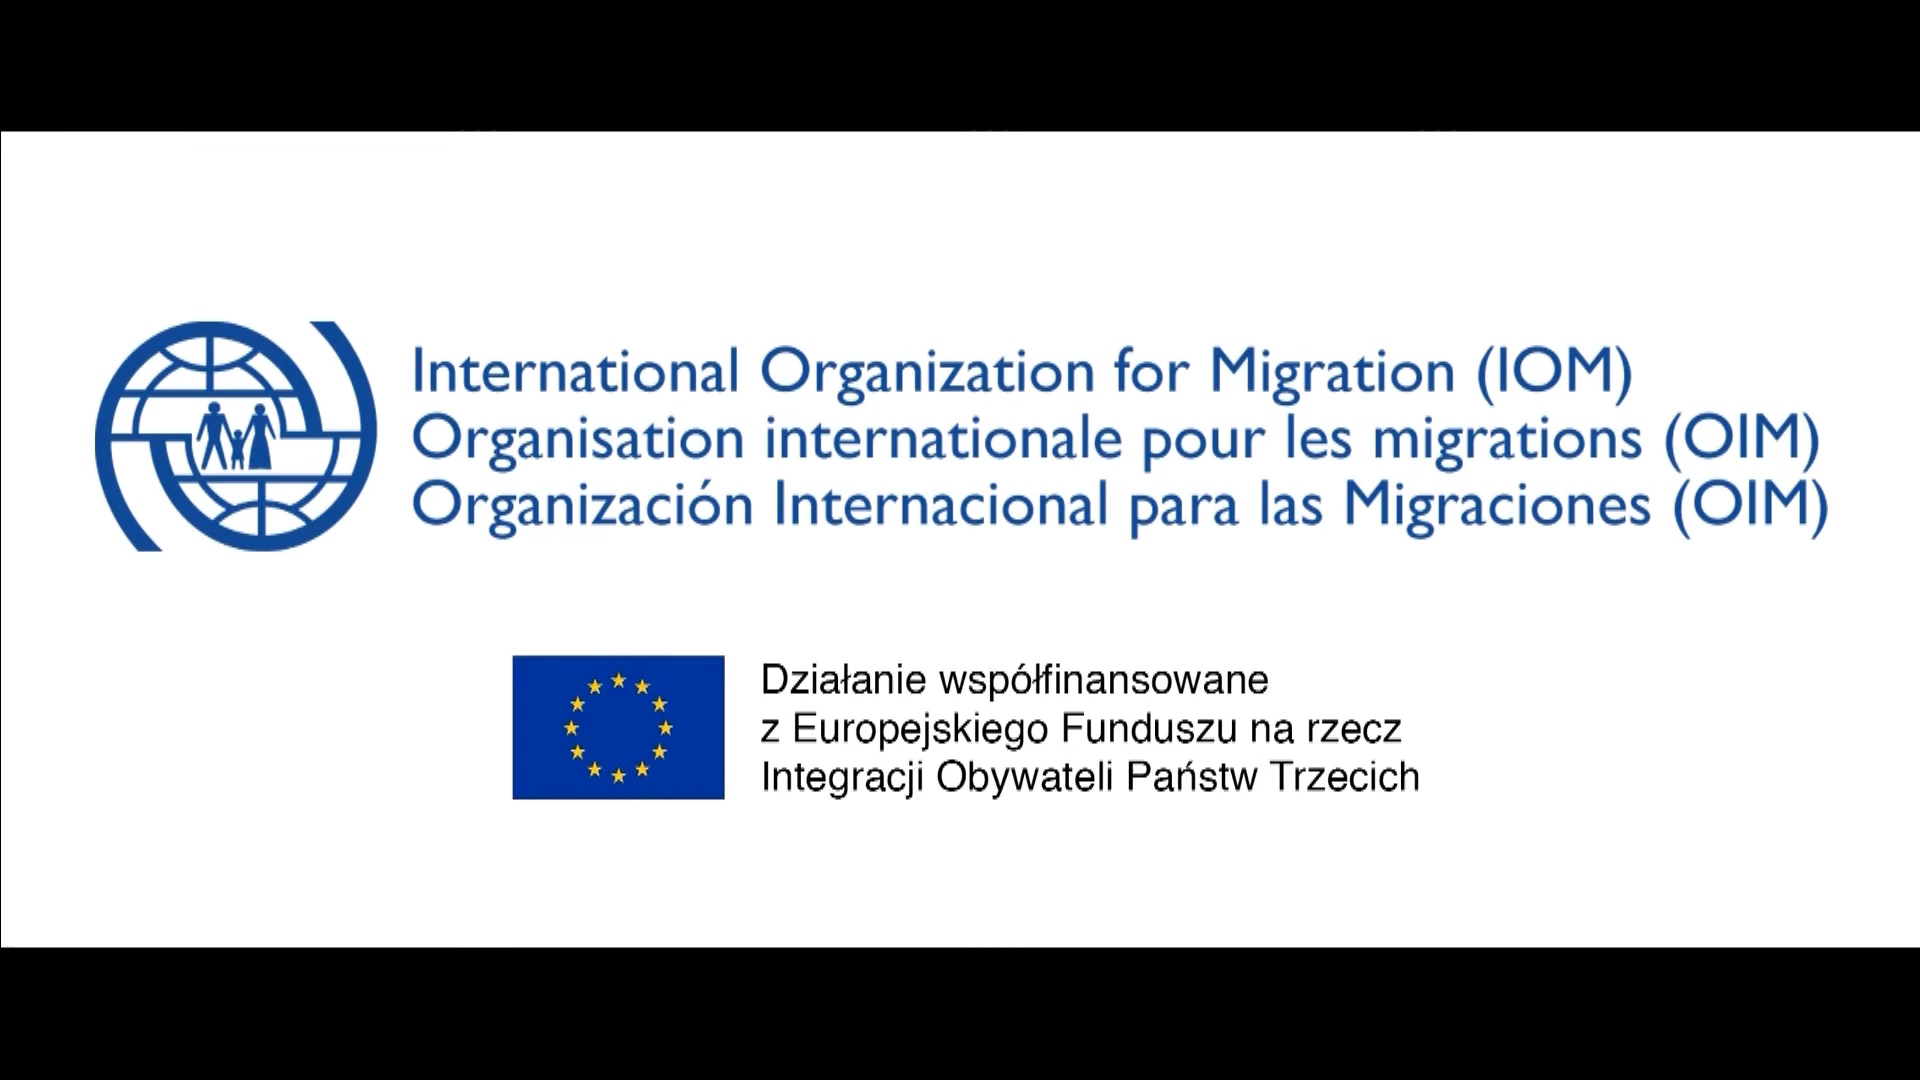 International Organization for Migration (IOM)
Organisation internationale pour les migrations (OIM)
Organización Internacional para las Migraciones (OIM)
Działanie współfinansowane
z Europejskiego Funduszu na rzecz
Integracji Obywateli Państw Trzecich